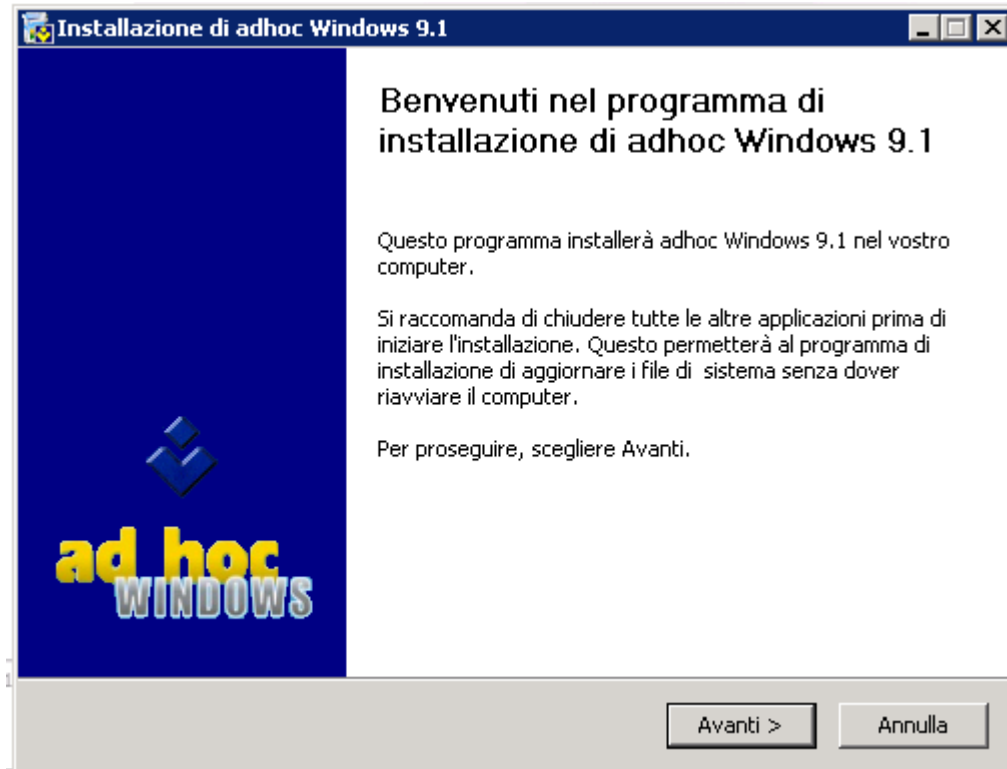 Installazione di adhoc Windows 9.1
Benvenuti nel programma di
installazione di adhoc Windows 9.1
Questo programma installerà adhoc Windows 9.1 nel vostro
computer.
Si raccomanda di chiudere tutte le altre applicazioni prima di
iniziare l'installazione. Questo permetterà al programma di
installazione di aggiornare i file di  sistema senza dover
riavviare il computer.
Per proseguire, scegliere Avanti.
ad hoc
WINDOWS
Avanti >
Annulla